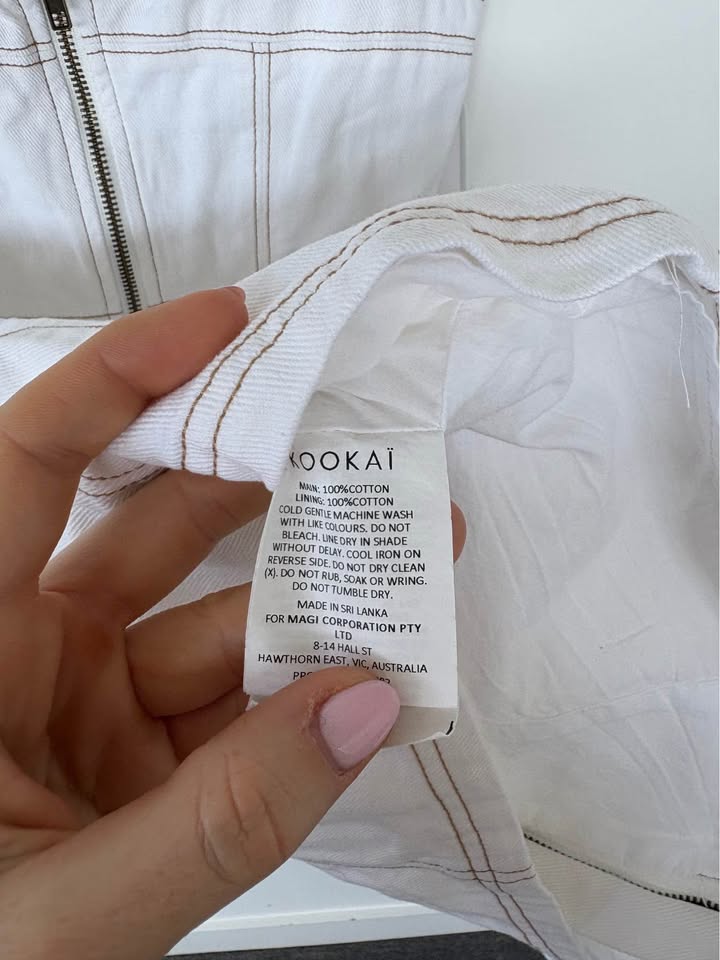 KOOKAÏ
MAIN: 100%COTTON
LINING: 100%COTTON
COLD GENTLE MACHINE WASH
WITH LIKE COLOURS. DO NOT
BLEACH. LINE DRY IN SHADE
WITHOUT DELAY. COOL IRON ON
REVERSE SIDE. DO NOT DRY CLEAN
(X). DO NOT RUB, SOAK OR WRING.
DO NOT TUMBLE DRY.
MADE IN SRI LANKA
FOR MAGI CORPORATION PTY
LTD
8-14 HALL ST
HAWTHORN EAST, VIC, AUSTRALIA